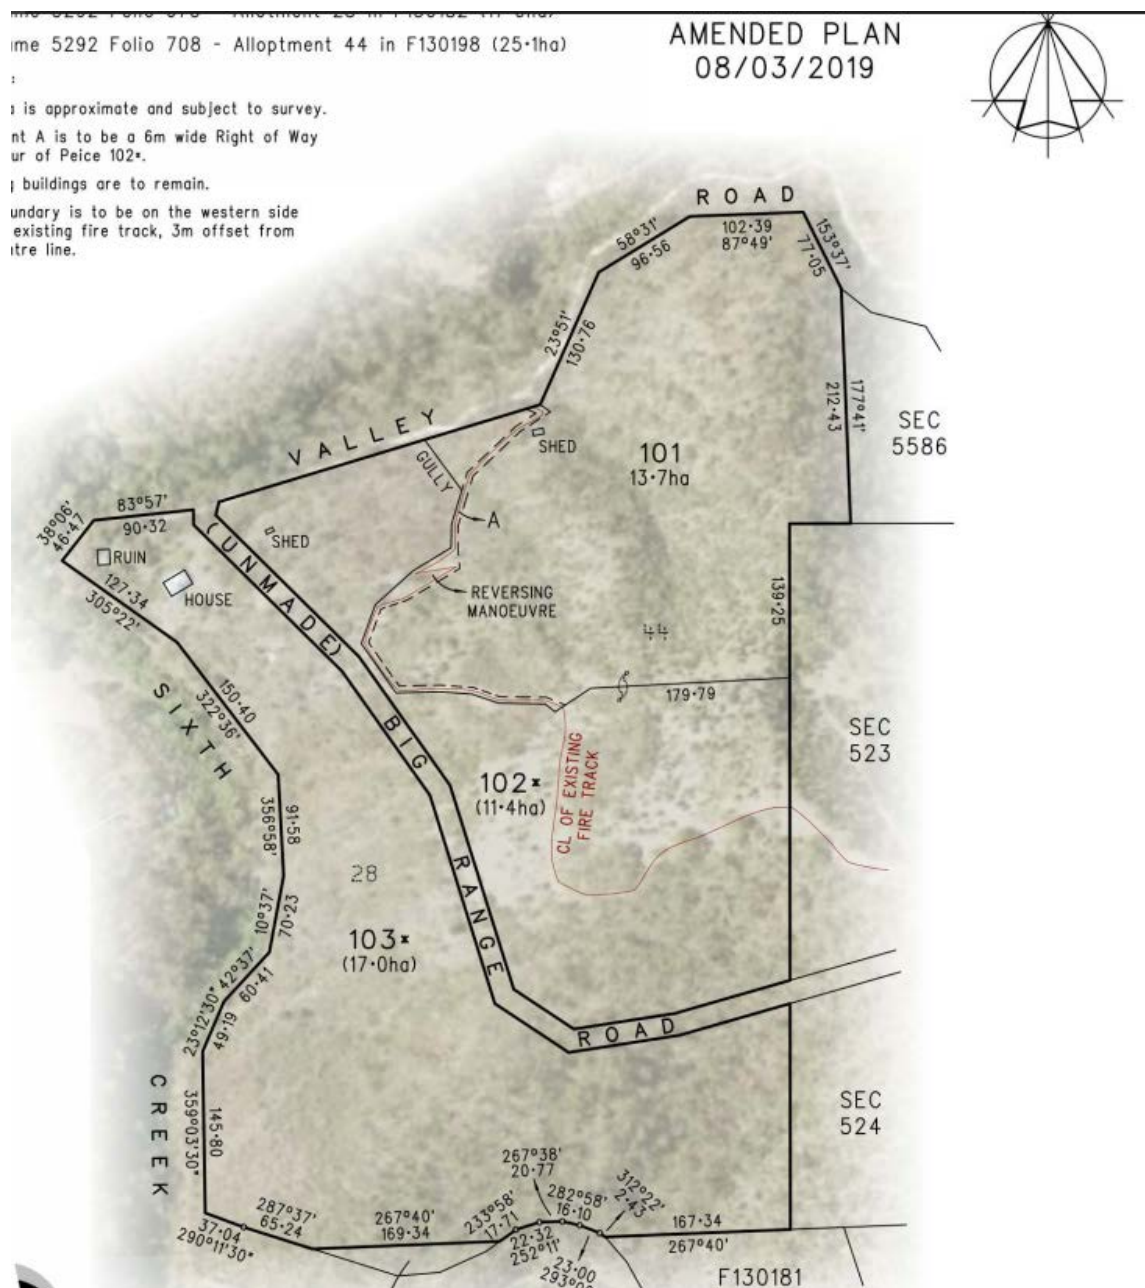 ume 5292 Folio 708 - Alloptment 44 in F130198 (25·1ha)
AMENDED PLAN
08/03/2019
:
a is approximate and subject to survey.
nt A is to be a 6m wide Right of Way
ur of Peice 102*.
g buildings are to remain.
undary is to be on the western side
existing fire track, 3m offset from
ntre line.
ROAD
58°31'
96·56
102·39
87°49'
153°37'
77·05
23°51'
130·76
212·43
177°41'
SEC
5586
VALLEY
GULLY
SHED
101
13·7ha
A
83°57'
90·32
38°06'
46·47
RUIN
HOUSE
SHED
127·34
305°22'
(UNMADE)
REVERSING
MANOEUVRE
139·25
44
179·79
SIXTH
150·40
322°36'
BIG
SEC
523
102*
(11·4ha)
CL OF EXISTING
FIRE TRACK
91·58
356°58'
28
RANGE
10°37'
70·23
103*
(17·0ha)
42°37'
60·41
23°12'30"
49·19
ROAD
CREEK
145·80
359°03'30"
SEC
524
267°38'
20·77
312°22'
2·43
282°58'
16·10
287°37'
65·24
267°40'
169·34
233°58'
17·71
167·34
267°40'
37·04
290°11'30"
22·32
252°11'
23·00
F130181